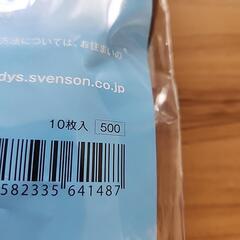 方法については、お住まいの
dys.svenson.co.jp
10枚入 500
582335 641487